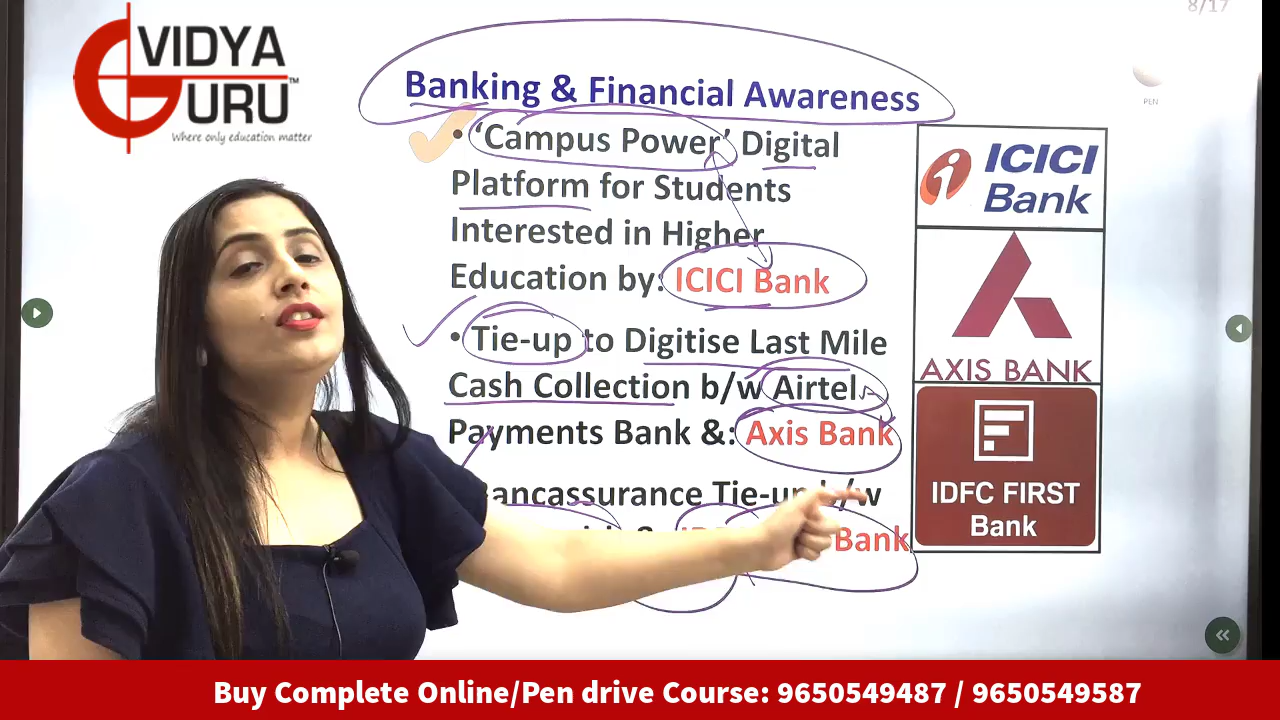 8/17
VIDYA
GURU™
Where only education matter
Banking & Financial Awareness
PEN
• ‘Campus Power’ Digital
Platform for Students
Interested in Higher
Education by: ICICI Bank
• Tie-up to Digitise Last Mile
Cash Collection b/w Airtel
Payments Bank &: Axis Bank
Tie-up b/w
Bank
ICICI
Bank
AXIS BANK
IDFC FIRST
Bank
Buy Complete Online/Pen drive Course: 9650549487 / 9650549587